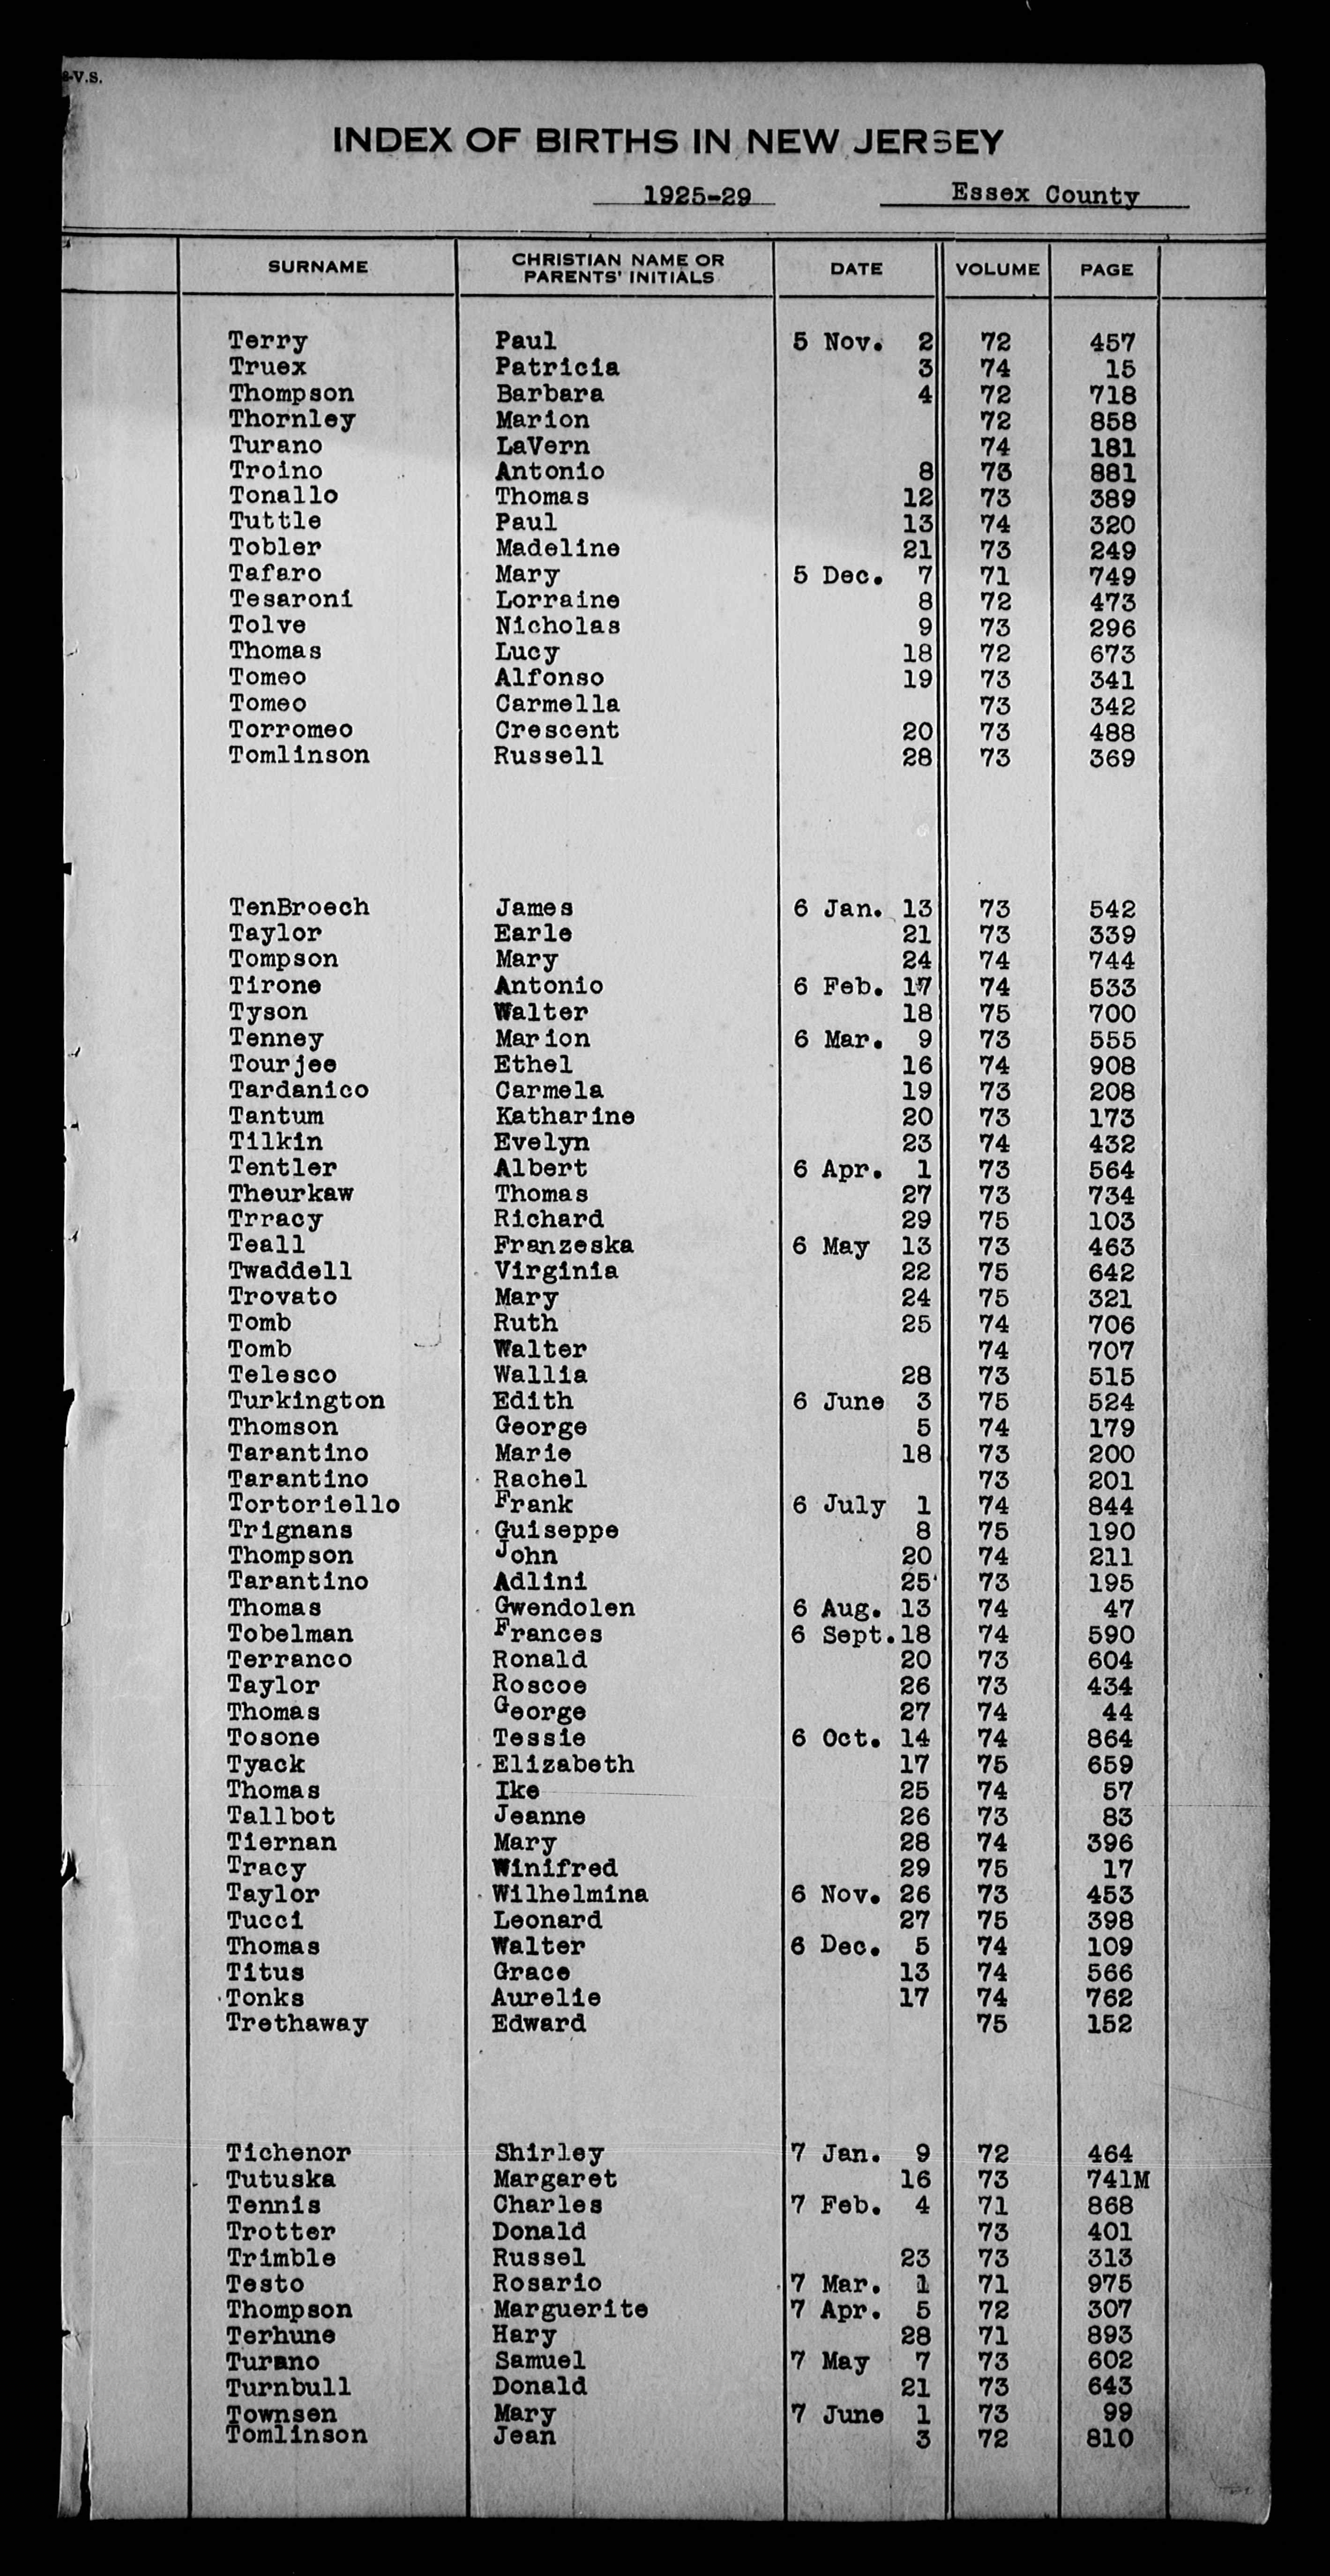 -V.S.
INDEX OF BIRTHS IN NEW JERSEY
1925-29 Essex County
SURNAME CHRISTIAN NAME OR PARENTS' INITIALS DATE VOLUME PAGE
Terry Paul 5 Nov. 2 72 457
Truex Patricia 3 74 15
Thompson Barbara 4 72 718
Thornley Marion 72 858
Turano LaVern 74 181
Troino Antonio 8 73 881
Tonallo Thomas 12 73 389
Tuttle Paul 13 74 320
Tobler Madeline 21 73 249
Tafaro Mary 5 Dec. 7 71 749
Tesaroni Lorraine 8 72 473
Tolve Nicholas 9 73 296
Thomas Lucy 18 72 673
Tomeo Alfonso 19 73 341
Tomeo Carmella 73 342
Torromeo Crescent 20 73 488
Tomlinson Russell 28 73 369
TenBroech James 6 Jan. 13 73 542
Taylor Earle 21 73 339
Tompson Mary 24 74 744
Tirone Antonio 6 Feb. 17 74 533
Tyson Walter 18 75 700
Tenney Marion 6 Mar. 9 73 555
Tourjee Ethel 16 74 908
Tardanico Carmela 19 73 208
Tantum Katharine 20 73 173
Tilkin Evelyn 23 74 432
Tentler Albert 6 Apr. 1 73 564
Theurkaw Thomas 27 73 734
Trracy Richard 29 75 103
Teall Franzeska 6 May 13 73 463
Twaddell Virginia 22 75 642
Trovato Mary 24 75 321
Tomb Ruth 25 74 706
Tomb Walter 74 707
Telesco Wallia 28 73 515
Turkington Edith 6 June 3 75 524
Thomson George 5 74 179
Tarantino Marie 18 73 200
Tarantino Rachel 73 201
Tortoriello Frank 6 July 1 74 844
Trignans Guiseppe 8 75 190
Thompson John 20 74 211
Tarantino Adlini 25 73 195
Thomas Gwendolen 6 Aug. 13 74 47
Tobelman Frances 6 Sept. 18 74 590
Terranco Ronald 20 73 604
Taylor Roscoe 26 73 434
Thomas George 27 74 44
Tosone Tessie 6 Oct. 14 74 864
Tyack Elizabeth 17 75 659
Thomas Ike 25 74 57
Tallbot Jeanne 26 73 83
Tiernan Mary 28 74 396
Tracy Winifred 29 75 17
Taylor Wilhelmina 6 Nov. 26 73 453
Tucci Leonard 27 75 398
Thomas Walter 6 Dec. 5 74 109
Titus Grace 13 74 566
Tonks Aurelie 17 74 762
Trethaway Edward 75 152
Tichenor Shirley 7 Jan. 9 72 464
Tutuska Margaret 16 73 741M
Tennis Charles 7 Feb. 4 71 868
Trotter Donald 73 401
Trimble Russel 23 73 313
Testo Rosario 7 Mar. 1 71 975
Thompson Marguerite 7 Apr. 5 72 307
Terhune Hary 28 71 893
Turano Samuel 7 May 7 73 602
Turnbull Donald 21 73 643
Townsen Mary 7 June 1 73 99
Tomlinson Jean 3 72 810